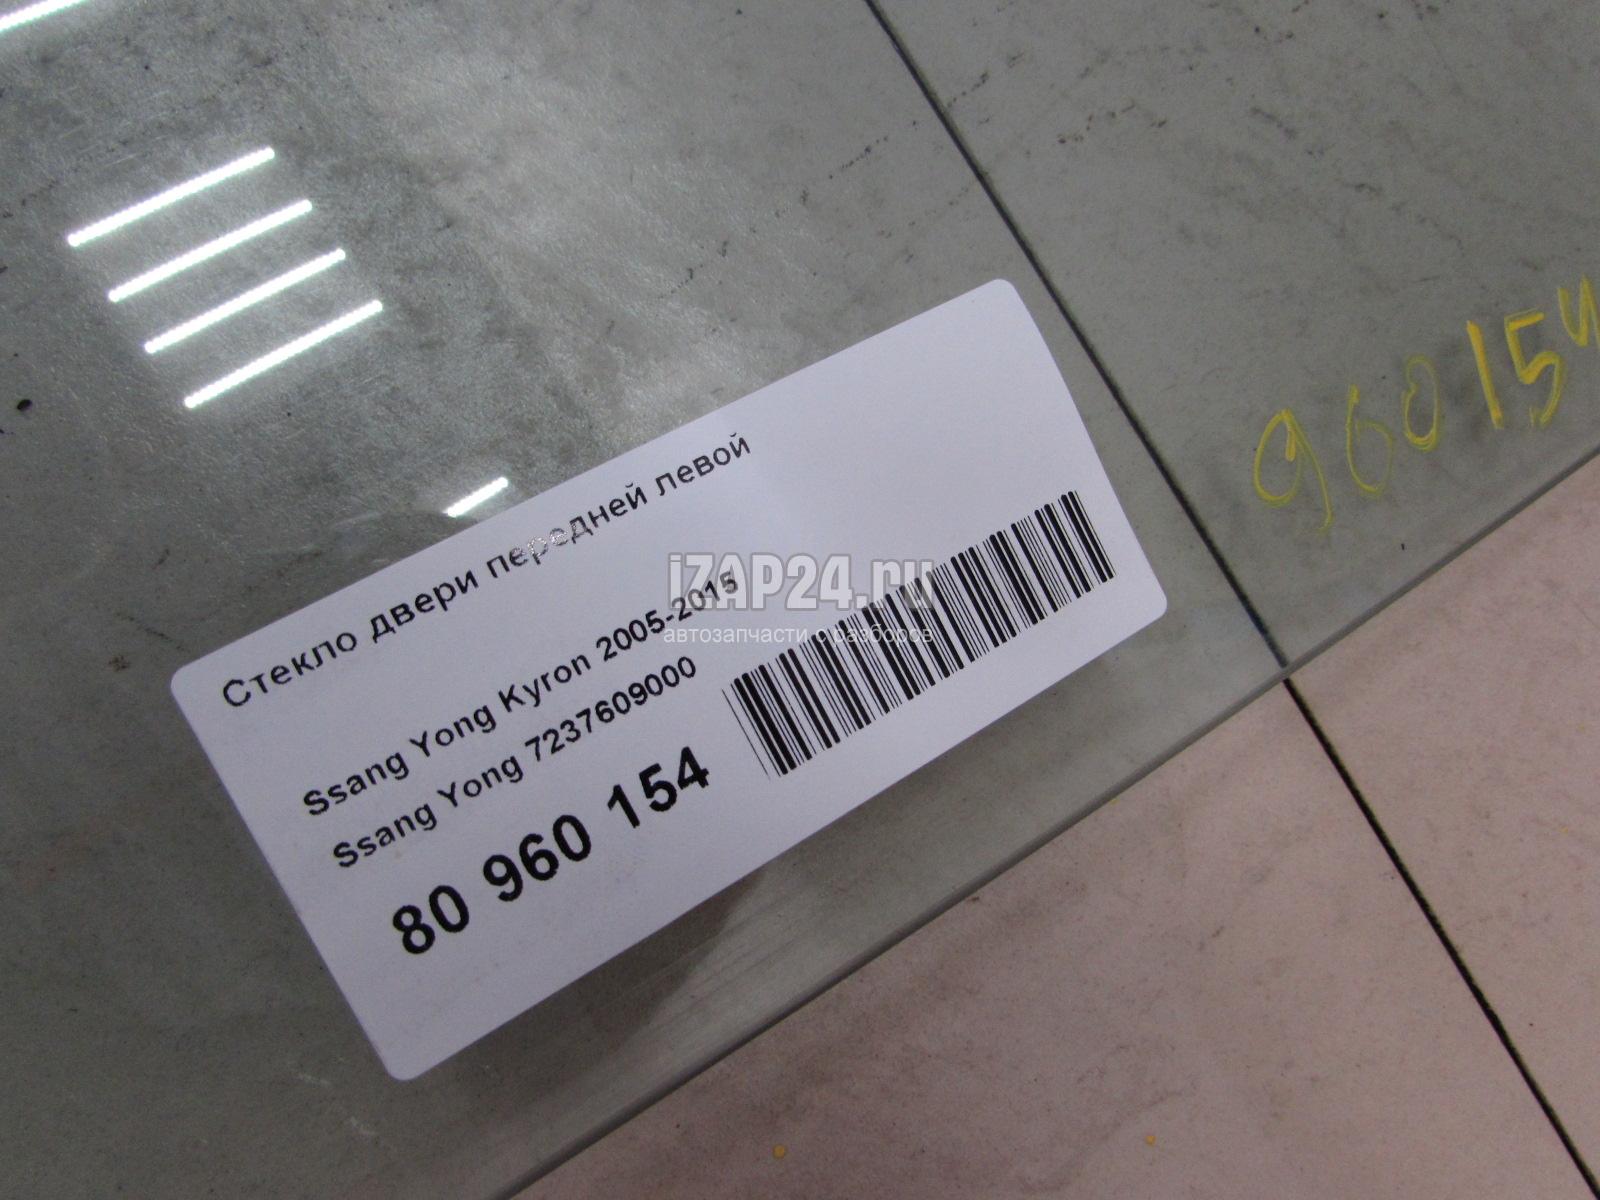 Стекло двери передней левой
Ssang Yong Kyron 2005-2015
Ssang Yong 7237609000
80 960 154
iZAP24.ru
автозапчасти с разборов
960154